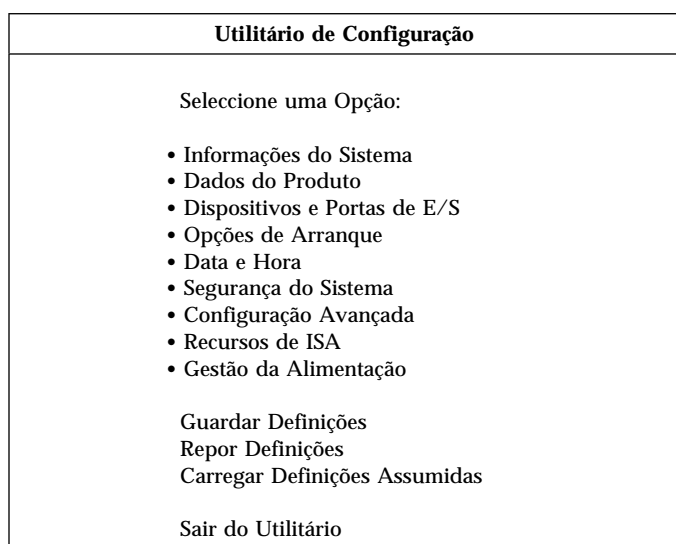 Utilitário de Configuração
Seleccione uma Opção:
• Informações do Sistema
• Dados do Produto
• Dispositivos e Portas de E/S
• Opções de Arranque
• Data e Hora
• Segurança do Sistema
• Configuração Avançada
• Recursos de ISA
• Gestão da Alimentação
Guardar Definições
Repor Definições
Carregar Definições Assumidas
Sair do Utilitário